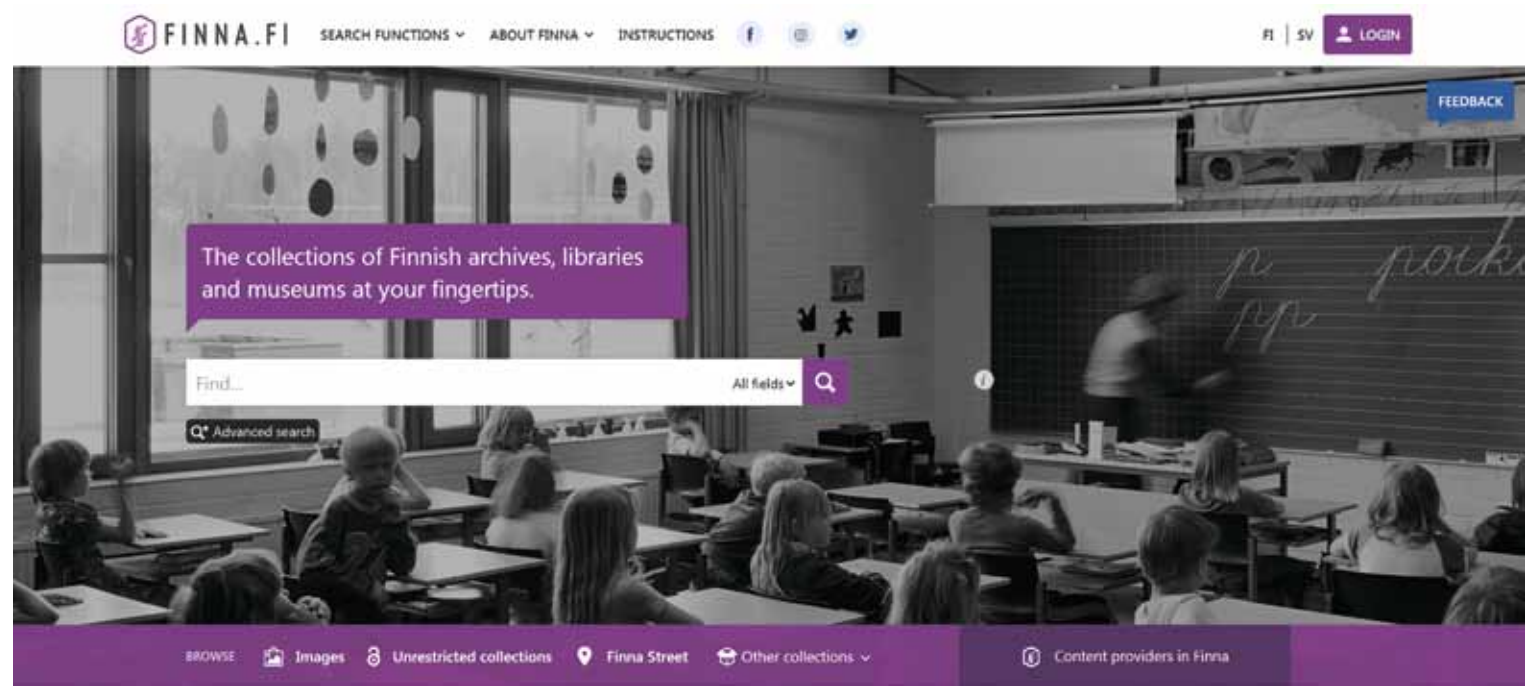 FINNA.FI SEARCH FUNCTIONS ABOUT FINNA INSTRUCTIONS FI | SV LOGIN
FEEDBACK
The collections of Finnish archives, libraries
and museums at your fingertips.
p poik
pp
Find... All fields
Advanced search
BROWSE Images Unrestricted collections Finna Street Other collections Content providers in Finna